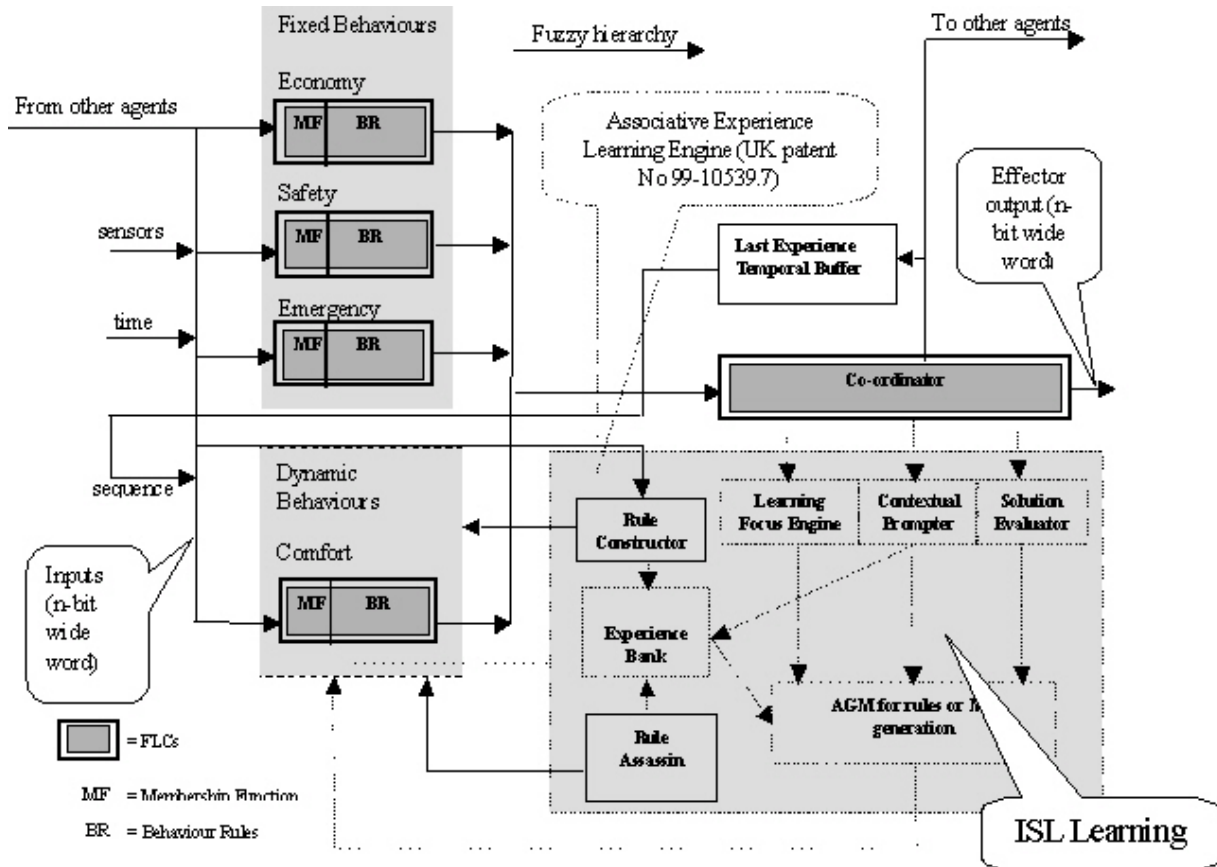 Fixed Behaviours
Fuzzy hierarchy
To other agents
Economy
From other agents
MF BR
Associative Experience
Learning Engine (UK patent
No 99-10539.7)
Effector
output (n-
bit wide
word)
Safety
sensors
MF BR
Last Experience
Temporal Buffer
Emergency
time
MF BR
Co-ordinator
sequence
Dynamic
Behaviours
Learning
Focus Engine
Contextual
Prompter
Solution
Evaluator
Rule
Constructor
Comfort
MF BR
Inputs
(n-bit
wide
word)
Experience
Bank
AGM for rules or M
generation
Rule
Assassin
= FLCs
MF = Membership Function
BR = Behaviour Rules
ISL Learning